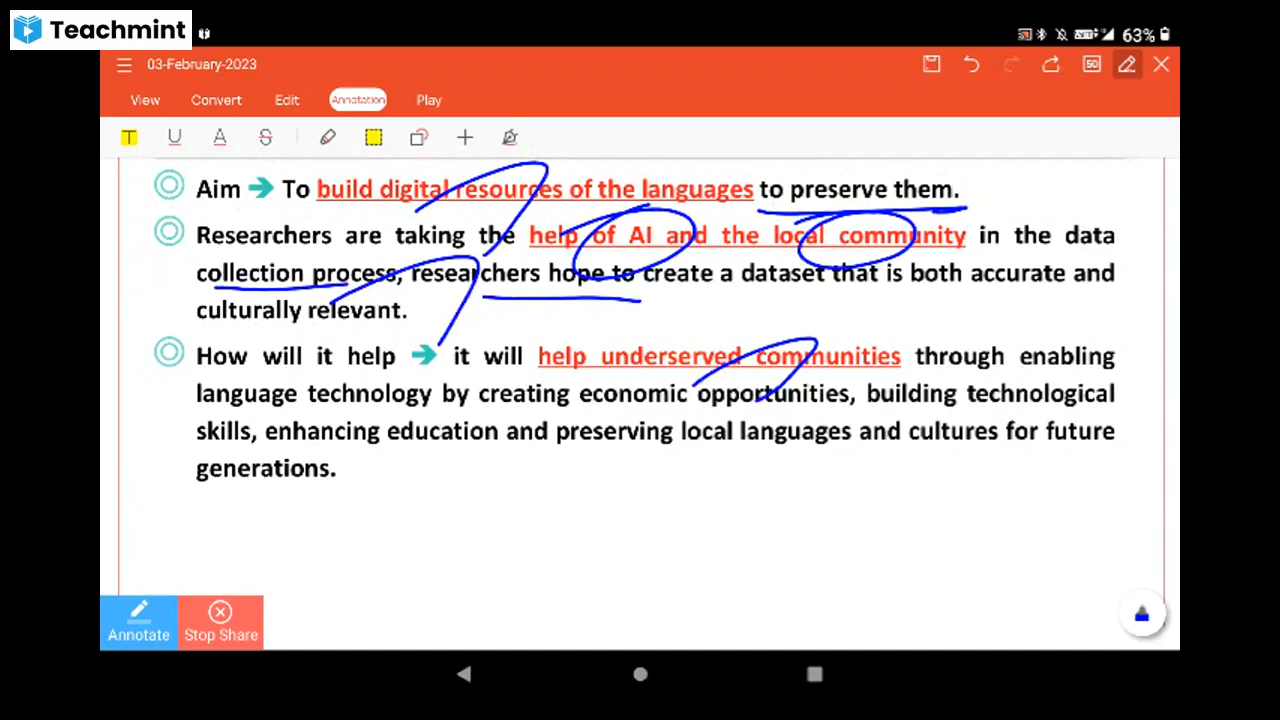 Teachmint
63%
03-February-2023
50
View Convert Edit Annotation Play
T U A S
Aim ➔ To build digital resources of the languages to preserve them.
Researchers are taking the help of AI and the local community in the data
collection process, researchers hope to create a dataset that is both accurate and
culturally relevant.
How will it help ➔ it will help underserved communities through enabling
language technology by creating economic opportunities, building technological
skills, enhancing education and preserving local languages and cultures for future
generations.
Annotate Stop Share